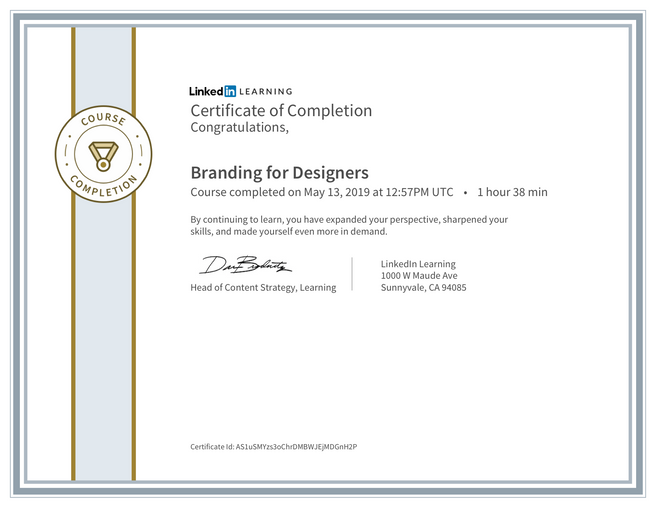 COURSE
COMPLETION
Linked in LEARNING
Certificate of Completion
Congratulations,
Branding for Designers
Course completed on May 13, 2019 at 12:57PM UTC • 1 hour 38 min
By continuing to learn, you have expanded your perspective, sharpened your
skills, and made yourself even more in demand.
Head of Content Strategy, Learning
LinkedIn Learning
1000 W Maude Ave
Sunnyvale, CA 94085
Certificate Id: AS1uSMYzs3oChrDMBWJEjMDGnH2P